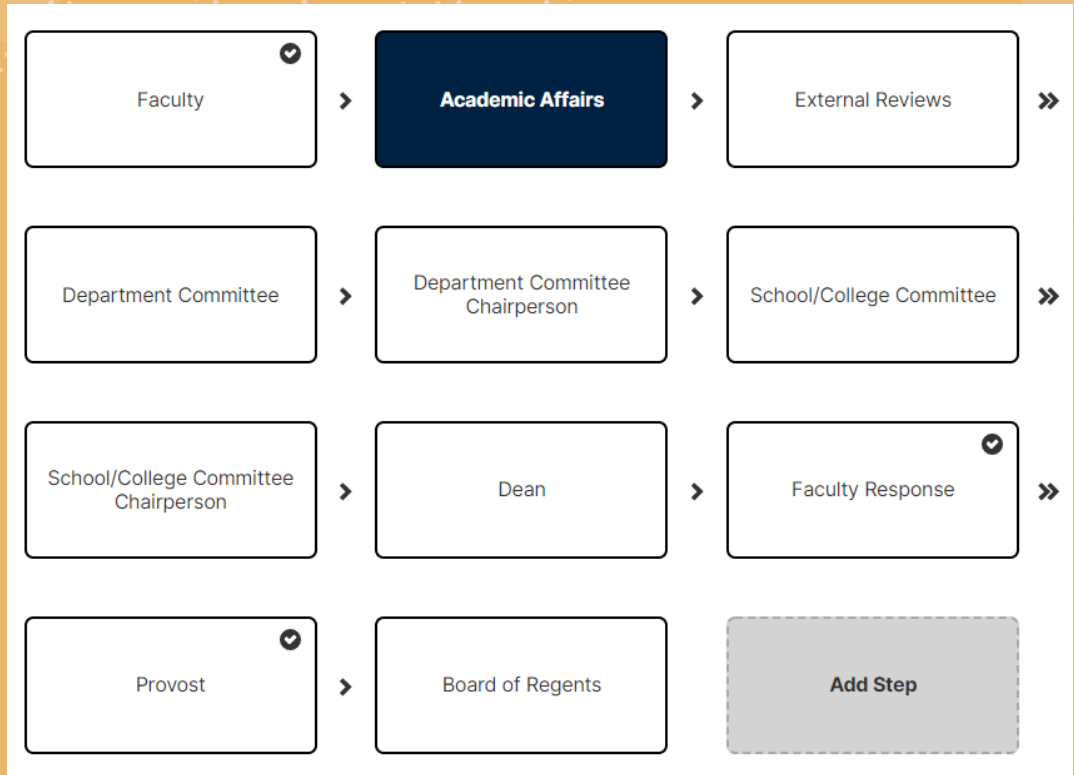 Faculty
Academic Affairs
External Reviews
Department Committee
Department Committee
Chairperson
School/College Committee
School/College Committee
Chairperson
Dean
Faculty Response
Provost
Board of Regents
Add Step